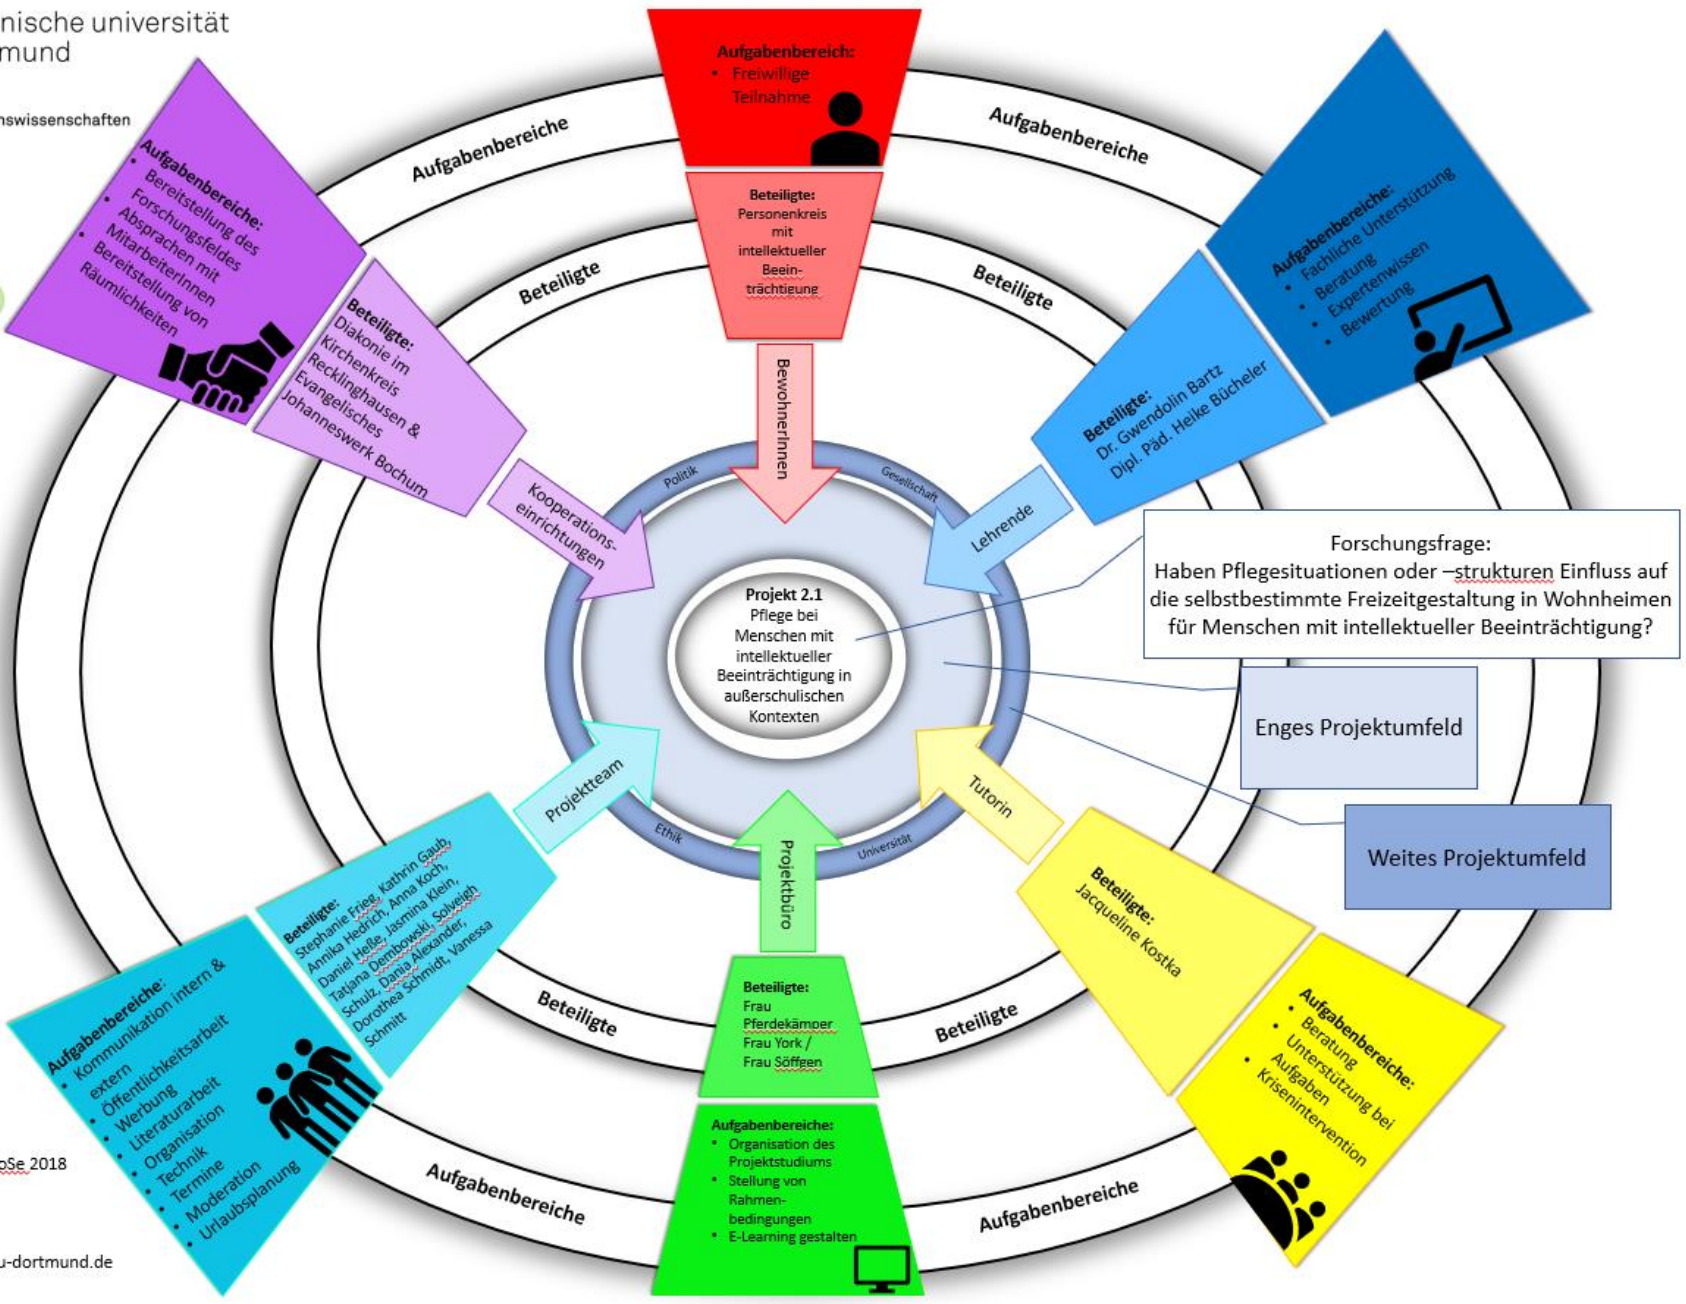 nische universität
mund
nswissenschaften
Aufgabenbereich:
• Freiwillige
Teilnahme
Beteiligte:
Personenkreis
mit
intellektueller
Beein-
trächtigung
BewohnerInnen
Aufgabenbereiche
Aufgabenbereiche
Beteiligte
Beteiligte
Aufgabenbereiche:
• Bereitstellung des
Forschungsfeldes
• Absprachen mit
MitarbeiterInnen
• Bereitstellung von
Räumlichkeiten
Beteiligte:
Diakonie im
Kirchenkreis
Recklinghausen &
Evangelisches
Johanneswerk Bochum
Kooperations-
einrichtungen
Aufgabenbereiche:
• Fachliche Unterstützung
• Beratung
• Expertenwissen
• Bewertung
Beteiligte:
Dr. Gwendolin Bartz
Dipl. Päd. Heike Bücheler
Lehrende
Politik
Gesellschaft
Projekt 2.1
Pflege bei
Menschen mit
intellektueller
Beeinträchtigung in
außerschulischen
Kontexten
Forschungsfrage:
Haben Pflegesituationen oder –strukturen Einfluss auf
die selbstbestimmte Freizeitgestaltung in Wohnheimen
für Menschen mit intellektueller Beeinträchtigung?
Enges Projektumfeld
Weites Projektumfeld
Ethik
Universität
Projektteam
Beteiligte:
Stephanie Frieg, Kathrin Gaub,
Annika Hedrich, Anna Koch,
Daniel Heße, Jasmina Klein,
Tatjana Dembowski, Solveigh
Schulz, Dania Alexander,
Dorothea Schmidt, Vanessa
Schmitt
Aufgabenbereiche:
• Kommunikation intern &
extern
• Öffentlichkeitsarbeit
• Werbung
• Literaturarbeit
• Organisation
• Technik
• Termine
• Moderation
• Urlaubsplanung
Projektbüro
Beteiligte:
Frau
Pferdekämper
Frau York /
Frau Söffgen
Aufgabenbereiche:
• Organisation des
Projektstudiums
• Stellung von
Rahmen-
bedingungen
• E-Learning gestalten
Tutorin
Beteiligte:
Jacqueline Kostka
Aufgabenbereiche:
• Beratung
• Unterstützung bei
Aufgaben
• Krisenintervention
Beteiligte
Beteiligte
Aufgabenbereiche
Aufgabenbereiche
oSe 2018
u-dortmund.de